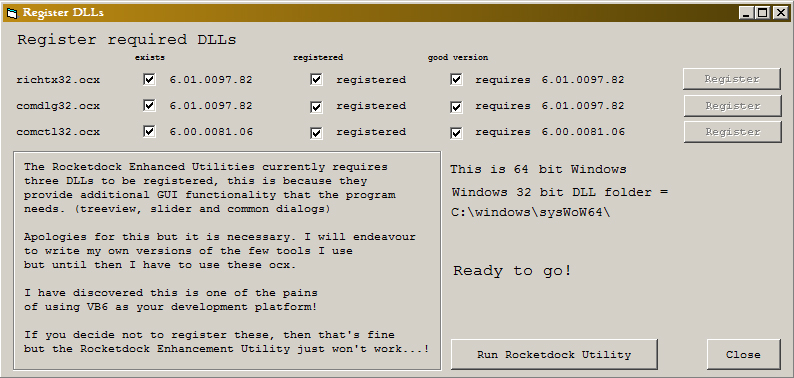 Register DLLs
Register required DLLs
exists registered good version
richtx32.ocx 6.01.0097.82 registered requires 6.01.0097.82 Register
comdlg32.ocx 6.01.0097.82 registered requires 6.01.0097.82 Register
comctl32.ocx 6.00.0081.06 registered requires 6.00.0081.06 Register
The Rocketdock Enhanced Utilities currently requires
three DLLs to be registered, this is because they
provide additional GUI functionality that the program
needs. (treeview, slider and common dialogs)
Apologies for this but it is necessary. I will endeavour
to write my own versions of the few tools I use
but until then I have to use these ocx.
I have discovered this is one of the pains
of using VB6 as your development platform!
If you decide not to register these, then that's fine
but the Rocketdock Enhancement Utility just won't work...!
This is 64 bit Windows
Windows 32 bit DLL folder =
C:\windows\sysWoW64\
Ready to go!
Run Rocketdock Utility Close